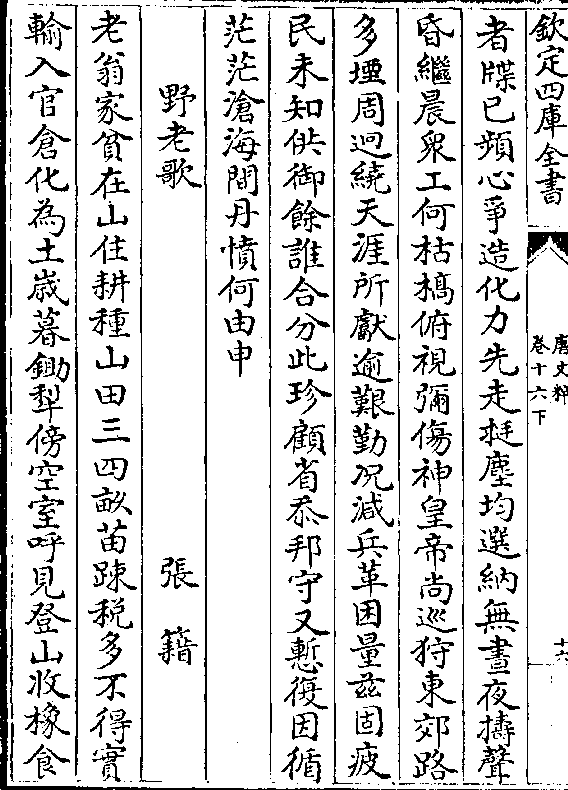 欽定四庫全書
唐文粹
卷十六下
十六
者牒已頻心爭造化力先走挺塵均選納無晝夜擣聲
昏繼晨衆工何枯槁俯視彌傷神皇帝尚巡狩東郊路
多堙周迴繞天涯所獻逾艱勤况減兵革困量茲固疲
民未知供御餘誰合分此珍顧省忝邦守又慙復因循
茫茫滄海間丹憤何由申
野老歌　張籍
老翁家貧在山住耕種山田三四畝苗踈稅多不得實
輸入官倉化為土嵗暮鋤犁傍空室呼見登山收橡食